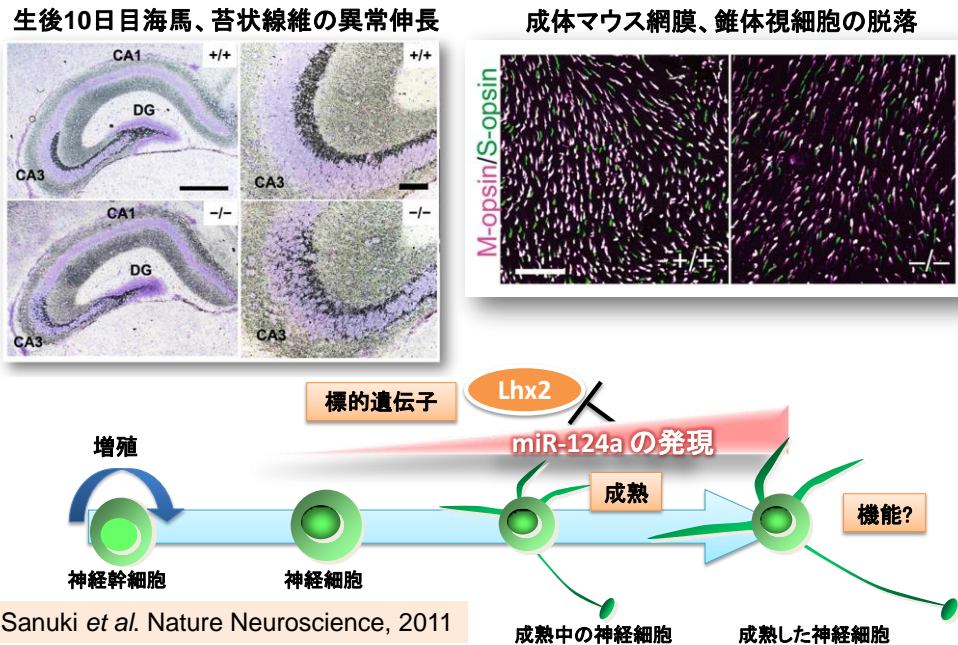 生後10日目海馬、苔状線維の異常伸長
CA1
+/+
DG
CA3
+/+
CA3
CA1
−/−
DG
CA3
−/−
CA3
成体マウス網膜、錐体視細胞の脱落
M-opsin/S-opsin
+/+
−/−
標的遺伝子
Lhx2
miR-124a の発現
増殖
成熟
機能?
神経幹細胞
神経細胞
成熟中の神経細胞
成熟した神経細胞
Sanuki et al. Nature Neuroscience, 2011